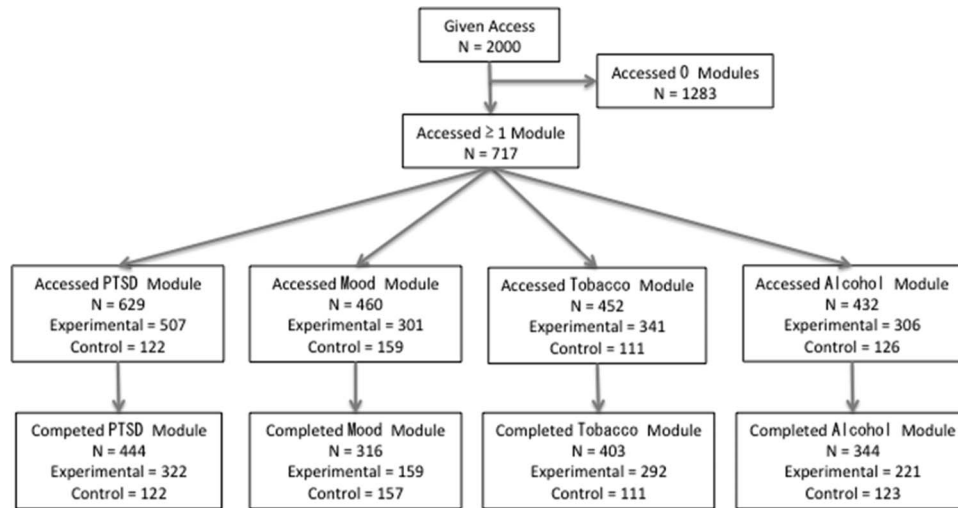 Given Access
N = 2000
Accessed 0 Modules
N = 1283
Accessed ≥ 1 Module
N = 717
Accessed PTSD Module
N = 629
Experimental = 507
Control = 122
Accessed Mood Module
N = 460
Experimental = 301
Control = 159
Accessed Tobacco Module
N = 452
Experimental = 341
Control = 111
Accessed Alcohol Module
N = 432
Experimental = 306
Control = 126
Competed PTSD Module
N = 444
Experimental = 322
Control = 122
Completed Mood Module
N = 316
Experimental = 159
Control = 157
Completed Tobacco Module
N = 403
Experimental = 292
Control = 111
Completed Alcohol Module
N = 344
Experimental = 221
Control = 123